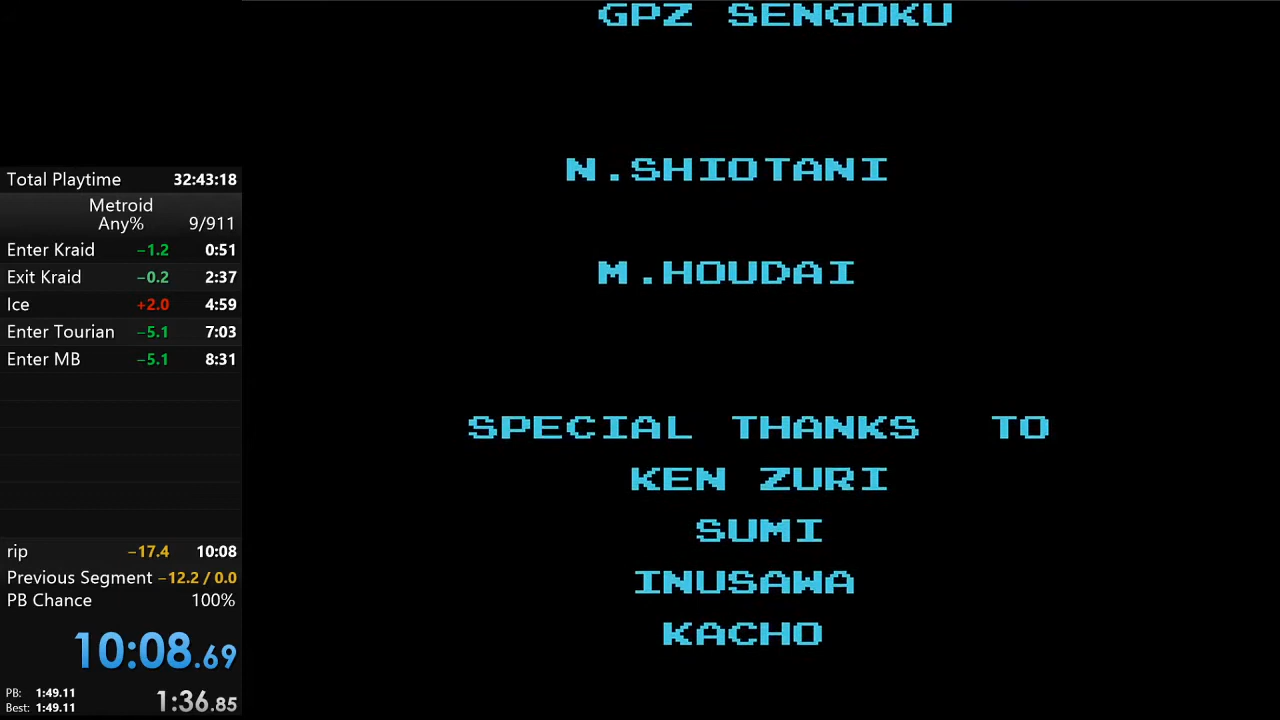 GPZ SENGOKU
N.SHIOTANI
M.HOUDAI
SPECIAL THANKS TO
KEN ZURI
SUMI
INUSAWA
KACHO
Total Playtime 32:43:18
Metroid
Any% 9/911
Enter Kraid −1.2 0:51
Exit Kraid −0.2 2:37
Ice +2.0 4:59
Enter Tourian −5.1 7:03
Enter MB −5.1 8:31
rip −17.4 10:08
Previous Segment −12.2 / 0.0
PB Chance 100%
10:08.69
PB: 1:49.11
Best: 1:49.11
1:36.85